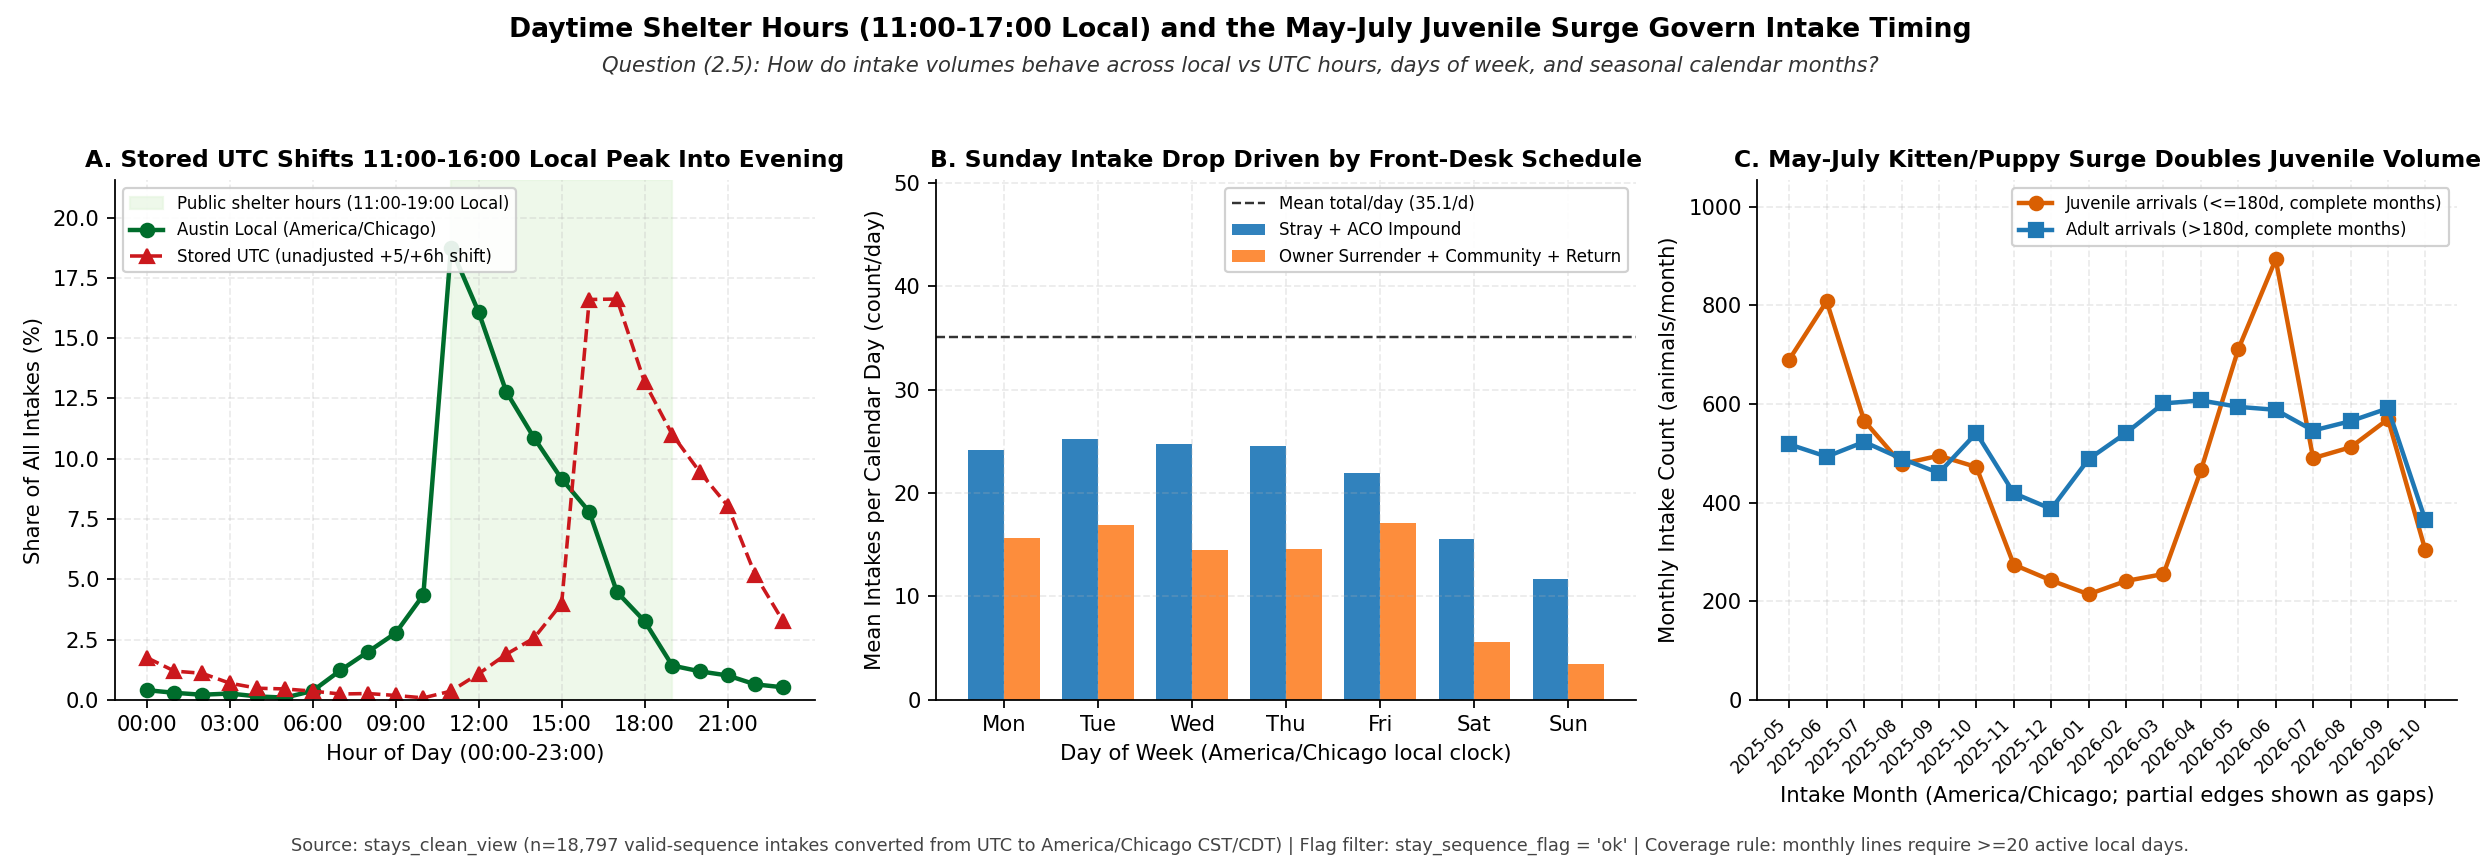 Daytime Shelter Hours (11:00-17:00 Local) and the May-July Juvenile Surge Govern Intake Timing
Question (2.5): How do intake volumes behave across local vs UTC hours, days of week, and seasonal calendar months?
A. Stored UTC Shifts 11:00-16:00 Local Peak Into Evening
Public shelter hours (11:00-19:00 Local)
Austin Local (America/Chicago)
Stored UTC (unadjusted +5/+6h shift)
Share of All Intakes (%)
20.0
17.5
15.0
12.5
10.0
7.5
5.0
2.5
0.0
00:00 03:00 06:00 09:00 12:00 15:00 18:00 21:00
Hour of Day (00:00-23:00)
B. Sunday Intake Drop Driven by Front-Desk Schedule
Mean total/day (35.1/d)
Stray + ACO Impound
Owner Surrender + Community + Return
Mean Intakes per Calendar Day (count/day)
50
40
30
20
10
0
Mon Tue Wed Thu Fri Sat Sun
Day of Week (America/Chicago local clock)
C. May-July Kitten/Puppy Surge Doubles Juvenile Volume
Juvenile arrivals (<=180d, complete months)
Adult arrivals (>180d, complete months)
Monthly Intake Count (animals/month)
1000
800
600
400
200
0
2025-05 2025-06 2025-07 2025-08 2025-09 2025-10 2025-11 2025-12 2026-01 2026-02 2026-03 2026-04 2026-05 2026-06 2026-07 2026-08 2026-09 2026-10
Intake Month (America/Chicago; partial edges shown as gaps)
Source: stays_clean_view (n=18,797 valid-sequence intakes converted from UTC to America/Chicago CST/CDT) | Flag filter: stay_sequence_flag = 'ok' | Coverage rule: monthly lines require >=20 active local days.